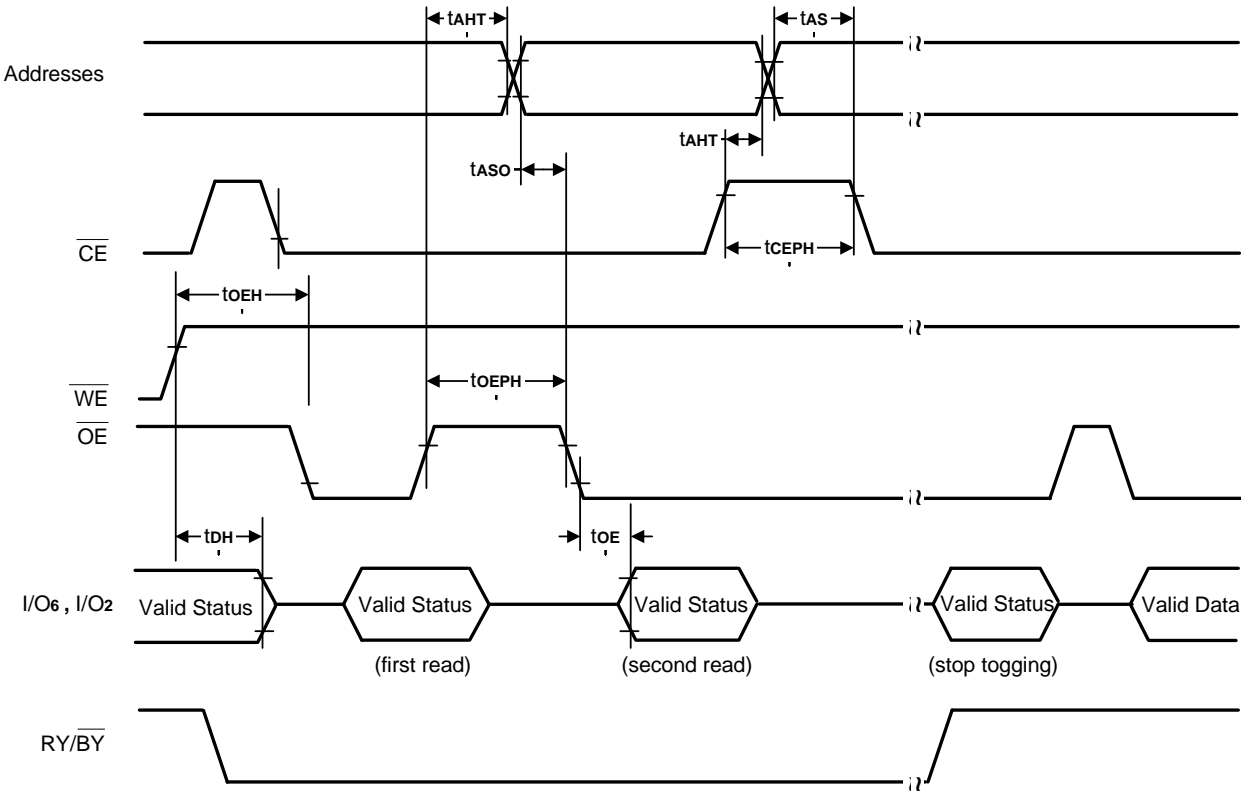 tAHT
tAS
Addresses
tAHT
tASO
CE
tCEPH
tOEH
WE
tOEPH
OE
tDH
tOE
I/O6 , I/O2
Valid Status
Valid Status
Valid Status
Valid Status
Valid Data
(first read)
(second read)
(stop togging)
RY/BY